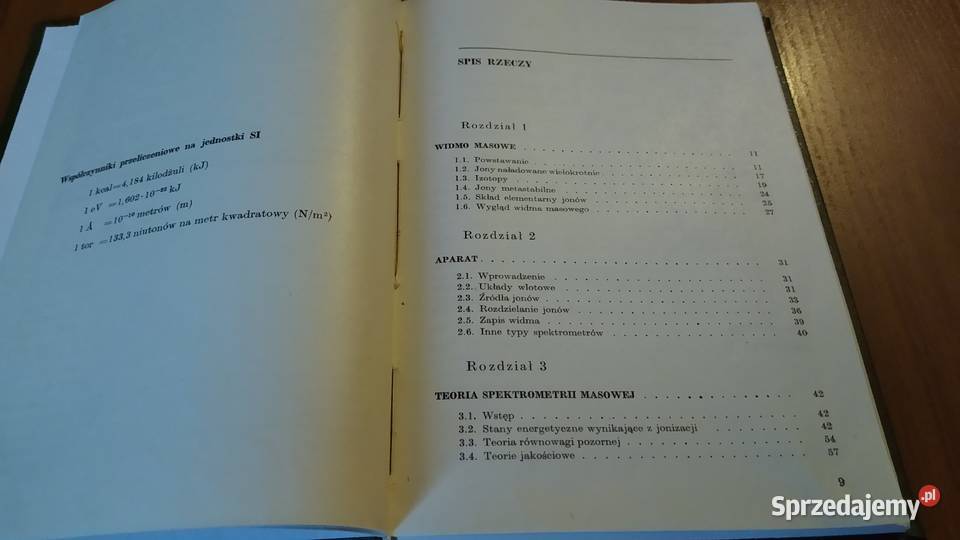 Współczynniki przeliczeniowe na jednostki SI
1 kcal=4,184 kilodżuli (kJ)
1 eV =1,602·10⁻²² kJ
1 Å =10⁻¹⁰ metrów (m)
1 tor =133,3 niutonów na metr kwadratowy (N/m²)
SPIS RZECZY
Rozdział 1
WIDMO MASOWE 11
1.1. Powstawanie 11
1.2. Jony naładowane wielokrotnie 17
1.3. Izotopy 19
1.4. Jony metastabilne 24
1.5. Skład elementarny jonów 25
1.6. Wygląd widma masowego 27
Rozdział 2
APARAT 31
2.1. Wprowadzenie 31
2.2. Układy wlotowe 31
2.3. Źródła jonów 33
2.4. Rozdzielanie jonów 36
2.5. Zapis widma 39
2.6. Inne typy spektrometrów 40
Rozdział 3
TEORIA SPEKTROMETRII MASOWEJ 42
3.1. Wstęp 42
3.2. Stany energetyczne wynikające z jonizacji 42
3.3. Teoria równowagi pozornej 54
3.4. Teorie jakościowe 57
9
Sprzedajemy.pl